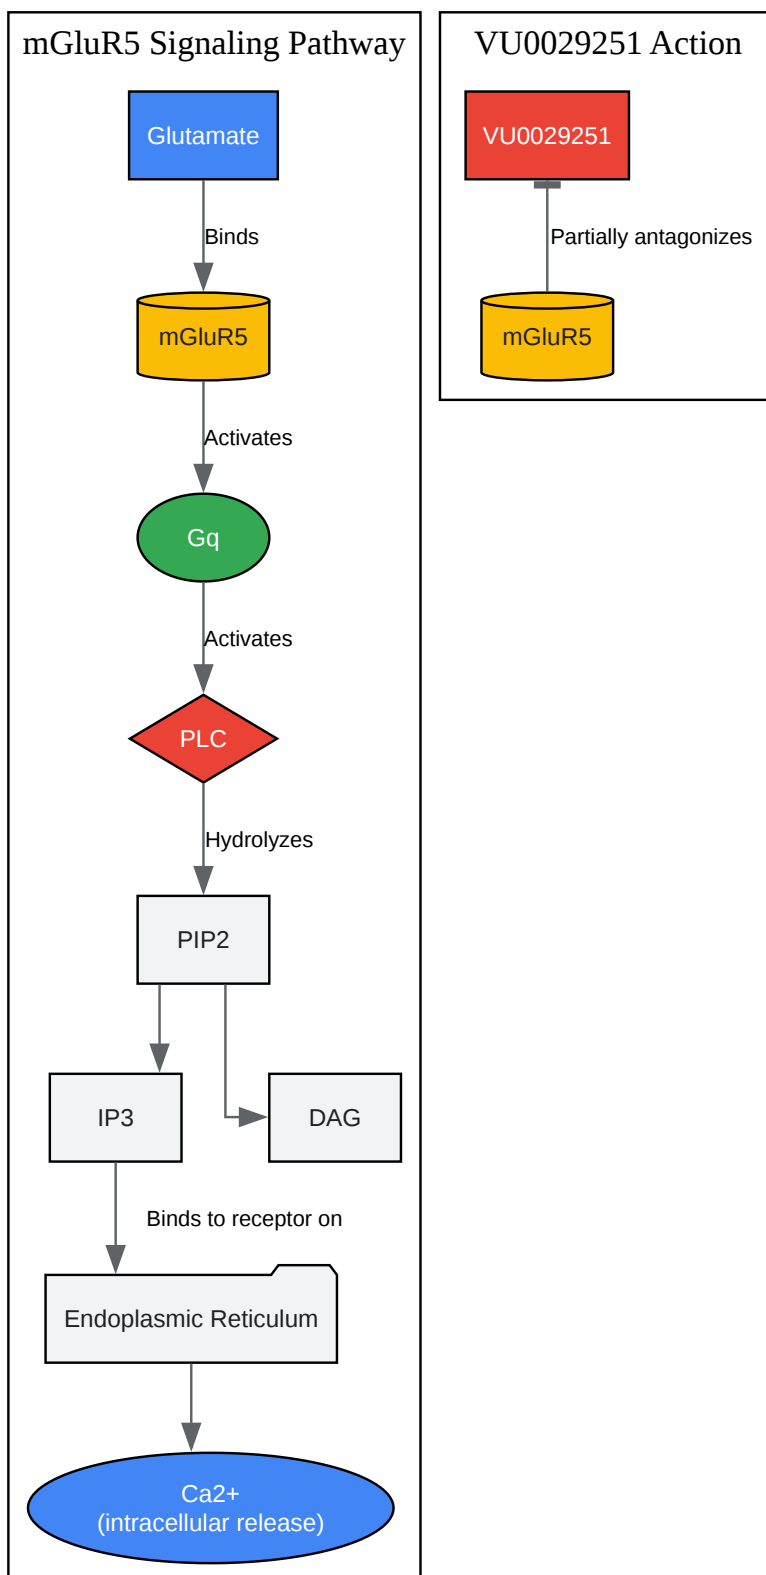 mGluR5 Signaling Pathway
Glutamate
Binds
mGluR5
Activates
Gq
Activates
PLC
Hydrolyzes
PIP2
IP3
DAG
Binds to receptor on
Endoplasmic Reticulum
Ca2+
(intracellular release)
VU0029251 Action
VU0029251
Partially antagonizes
mGluR5